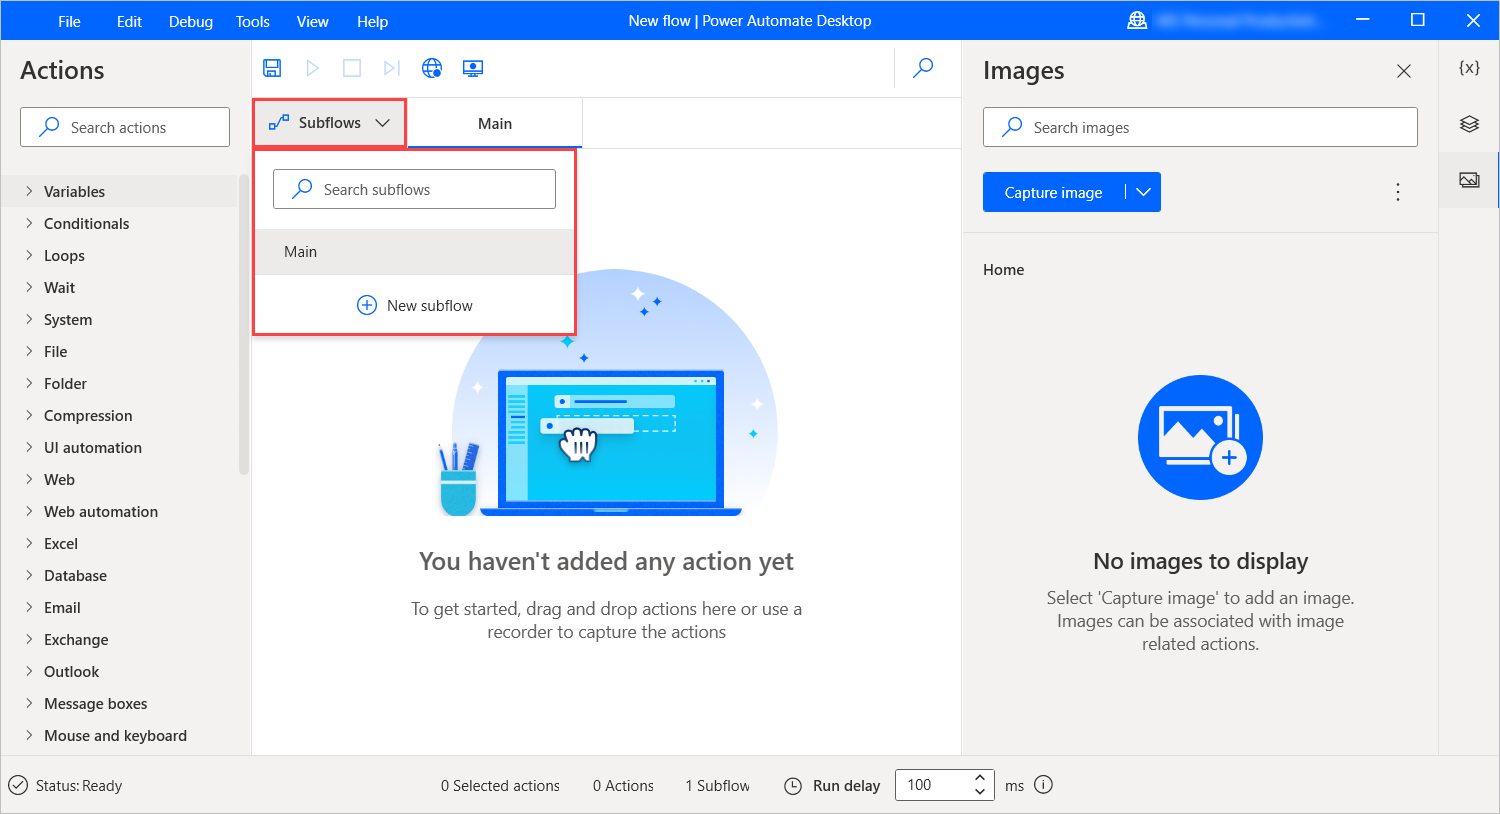 File Edit Debug Tools View Help
New flow | Power Automate Desktop
Actions
Search actions
Variables
Conditionals
Loops
Wait
System
File
Folder
Compression
UI automation
Web
Web automation
Excel
Database
Email
Exchange
Outlook
Message boxes
Mouse and keyboard
Subflows
Main
Search subflows
Main
New subflow
You haven't added any action yet
To get started, drag and drop actions here or use a
recorder to capture the actions
Images
Search images
Capture image
Home
No images to display
Select 'Capture image' to add an image.
Images can be associated with image
related actions.
{x}
Status: Ready
0 Selected actions
0 Actions
1 Subflow
Run delay
100
ms